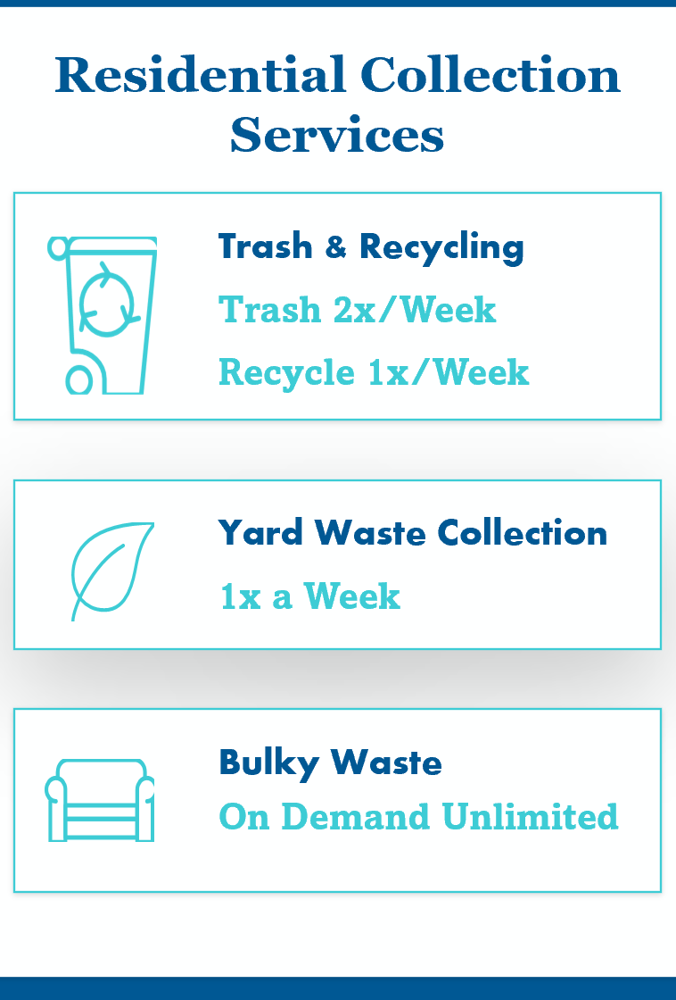 Residential Collection
Services
Trash & Recycling
Trash 2x/Week
Recycle 1x/Week
Yard Waste Collection
1x a Week
Bulky Waste
On Demand Unlimited